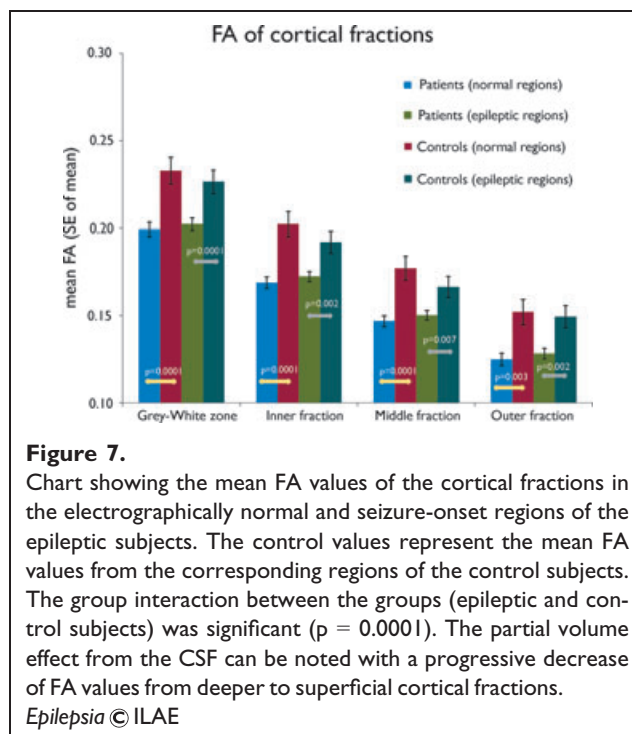 FA of cortical fractions
0.30
0.25
0.20
0.15
0.10
mean FA (SE of mean)
Patients (normal regions)
Patients (epileptic regions)
Controls (normal regions)
Controls (epileptic regions)
p=0.0001
p=0.0001
p=0.002
p=0.0001
p=0.007
p=0.0001
p=0.002
p=0.003
Grey-White zone Inner fraction Middle fraction Outer fraction
Figure 7.
Chart showing the mean FA values of the cortical fractions in
the electrographically normal and seizure-onset regions of the
epileptic subjects. The control values represent the mean FA
values from the corresponding regions of the control subjects.
The group interaction between the groups (epileptic and con-
trol subjects) was significant (p = 0.0001). The partial volume
effect from the CSF can be noted with a progressive decrease
of FA values from deeper to superficial cortical fractions.
Epilepsia © ILAE